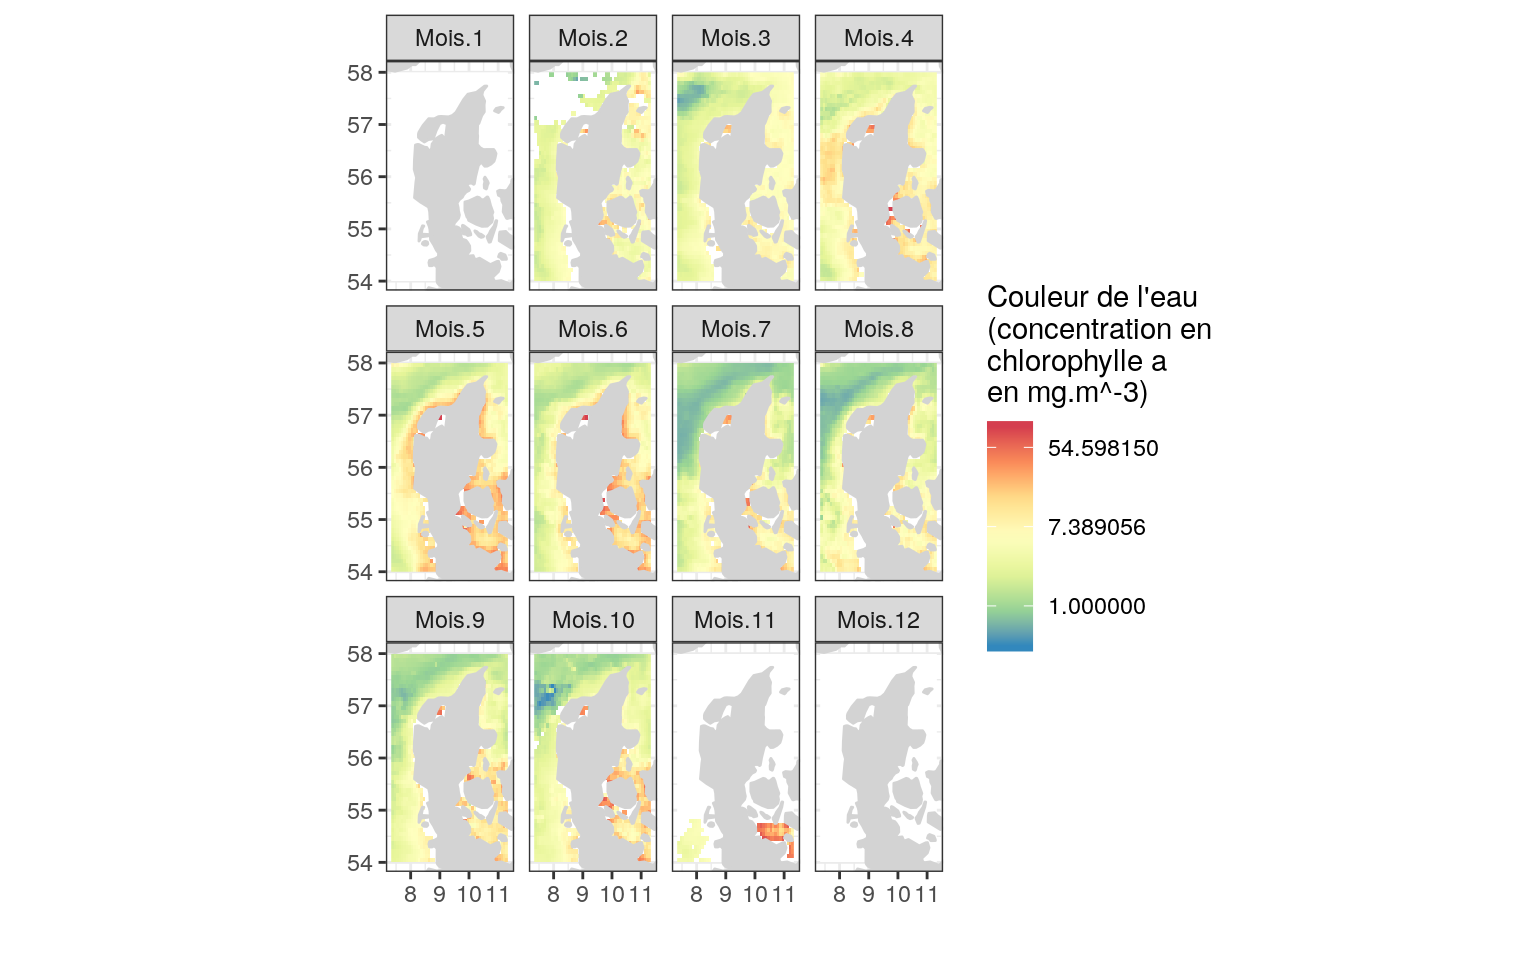 Mois.1 Mois.2 Mois.3 Mois.4
58
57
56
55
54
Mois.5 Mois.6 Mois.7 Mois.8
58
57
56
55
54
Mois.9 Mois.10 Mois.11 Mois.12
58
57
56
55
54
8 9 10 11 8 9 10 11 8 9 10 11 8 9 10 11
Couleur de l'eau
(concentration en
chlorophylle a
en mg.m^-3)
54.598150
7.389056
1.000000